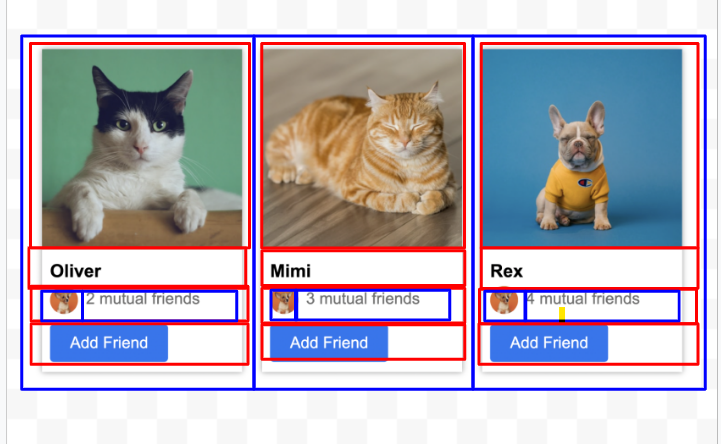 Oliver
2 mutual friends
Add Friend
Mimi
3 mutual friends
Add Friend
Rex
4 mutual friends
Add Friend